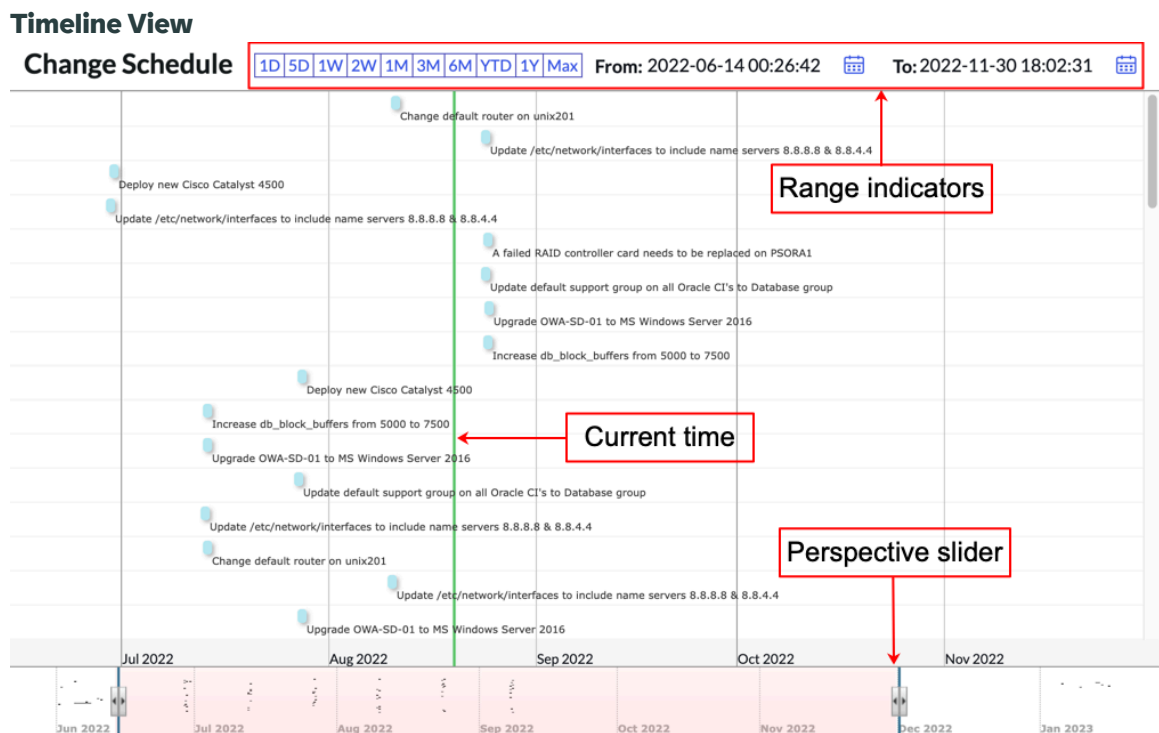 Timeline View
Change Schedule 1D 5D 1W 2W 1M 3M 6M YTD 1Y Max From: 2022-06-14 00:26:42 To: 2022-11-30 18:02:31
Change default router on unix201
Update /etc/network/interfaces to include name servers 8.8.8.8 & 8.8.4.4
Range indicators
Deploy new Cisco Catalyst 4500
Update /etc/network/interfaces to include name servers 8.8.8.8 & 8.8.4.4
A failed RAID controller card needs to be replaced on PSORA1
Update default support group on all Oracle CI's to Database group
Upgrade OWA-SD-01 to MS Windows Server 2016
Increase db_block_buffers from 5000 to 7500
Deploy new Cisco Catalyst 4500
Increase db_block_buffers from 5000 to 7500
Current time
Upgrade OWA-SD-01 to MS Windows Server 2016
Update default support group on all Oracle CI's to Database group
Update /etc/network/interfaces to include name servers 8.8.8.8 & 8.8.4.4
Perspective slider
Change default router on unix201
Update /etc/network/interfaces to include name servers 8.8.8.8 & 8.8.4.4
Upgrade OWA-SD-01 to MS Windows Server 2016
Jul 2022 Aug 2022 Sep 2022 Oct 2022 Nov 2022
Jun 2022 Jul 2022 Aug 2022 Sep 2022 Oct 2022 Nov 2022 Dec 2022 Jan 2023